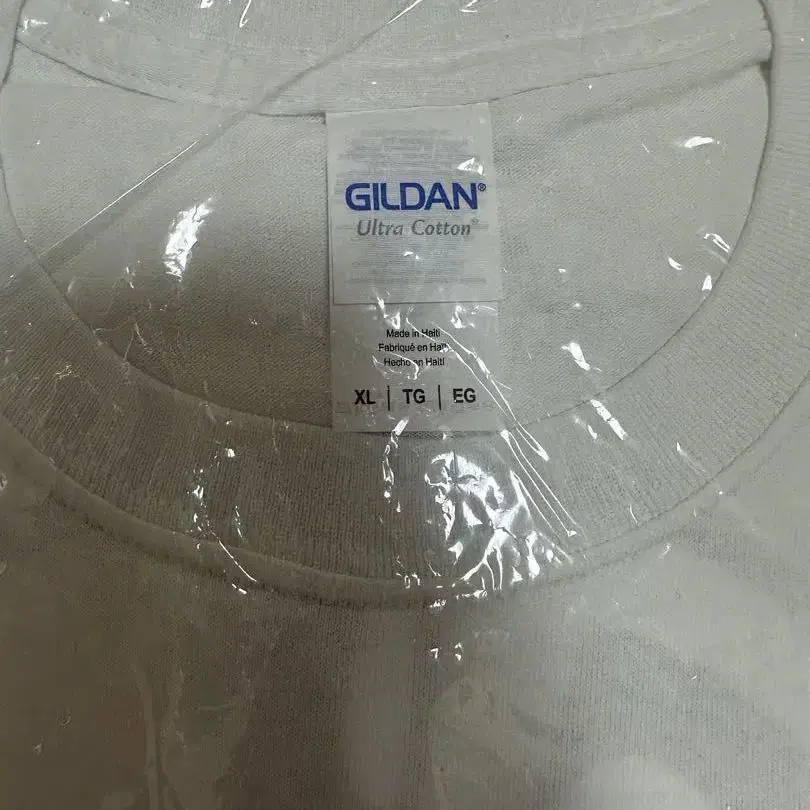 GILDAN®
Ultra Cotton®
Made in Haiti
Fabriqué en Haïti
Hecho en Haití
XL | TG | EG